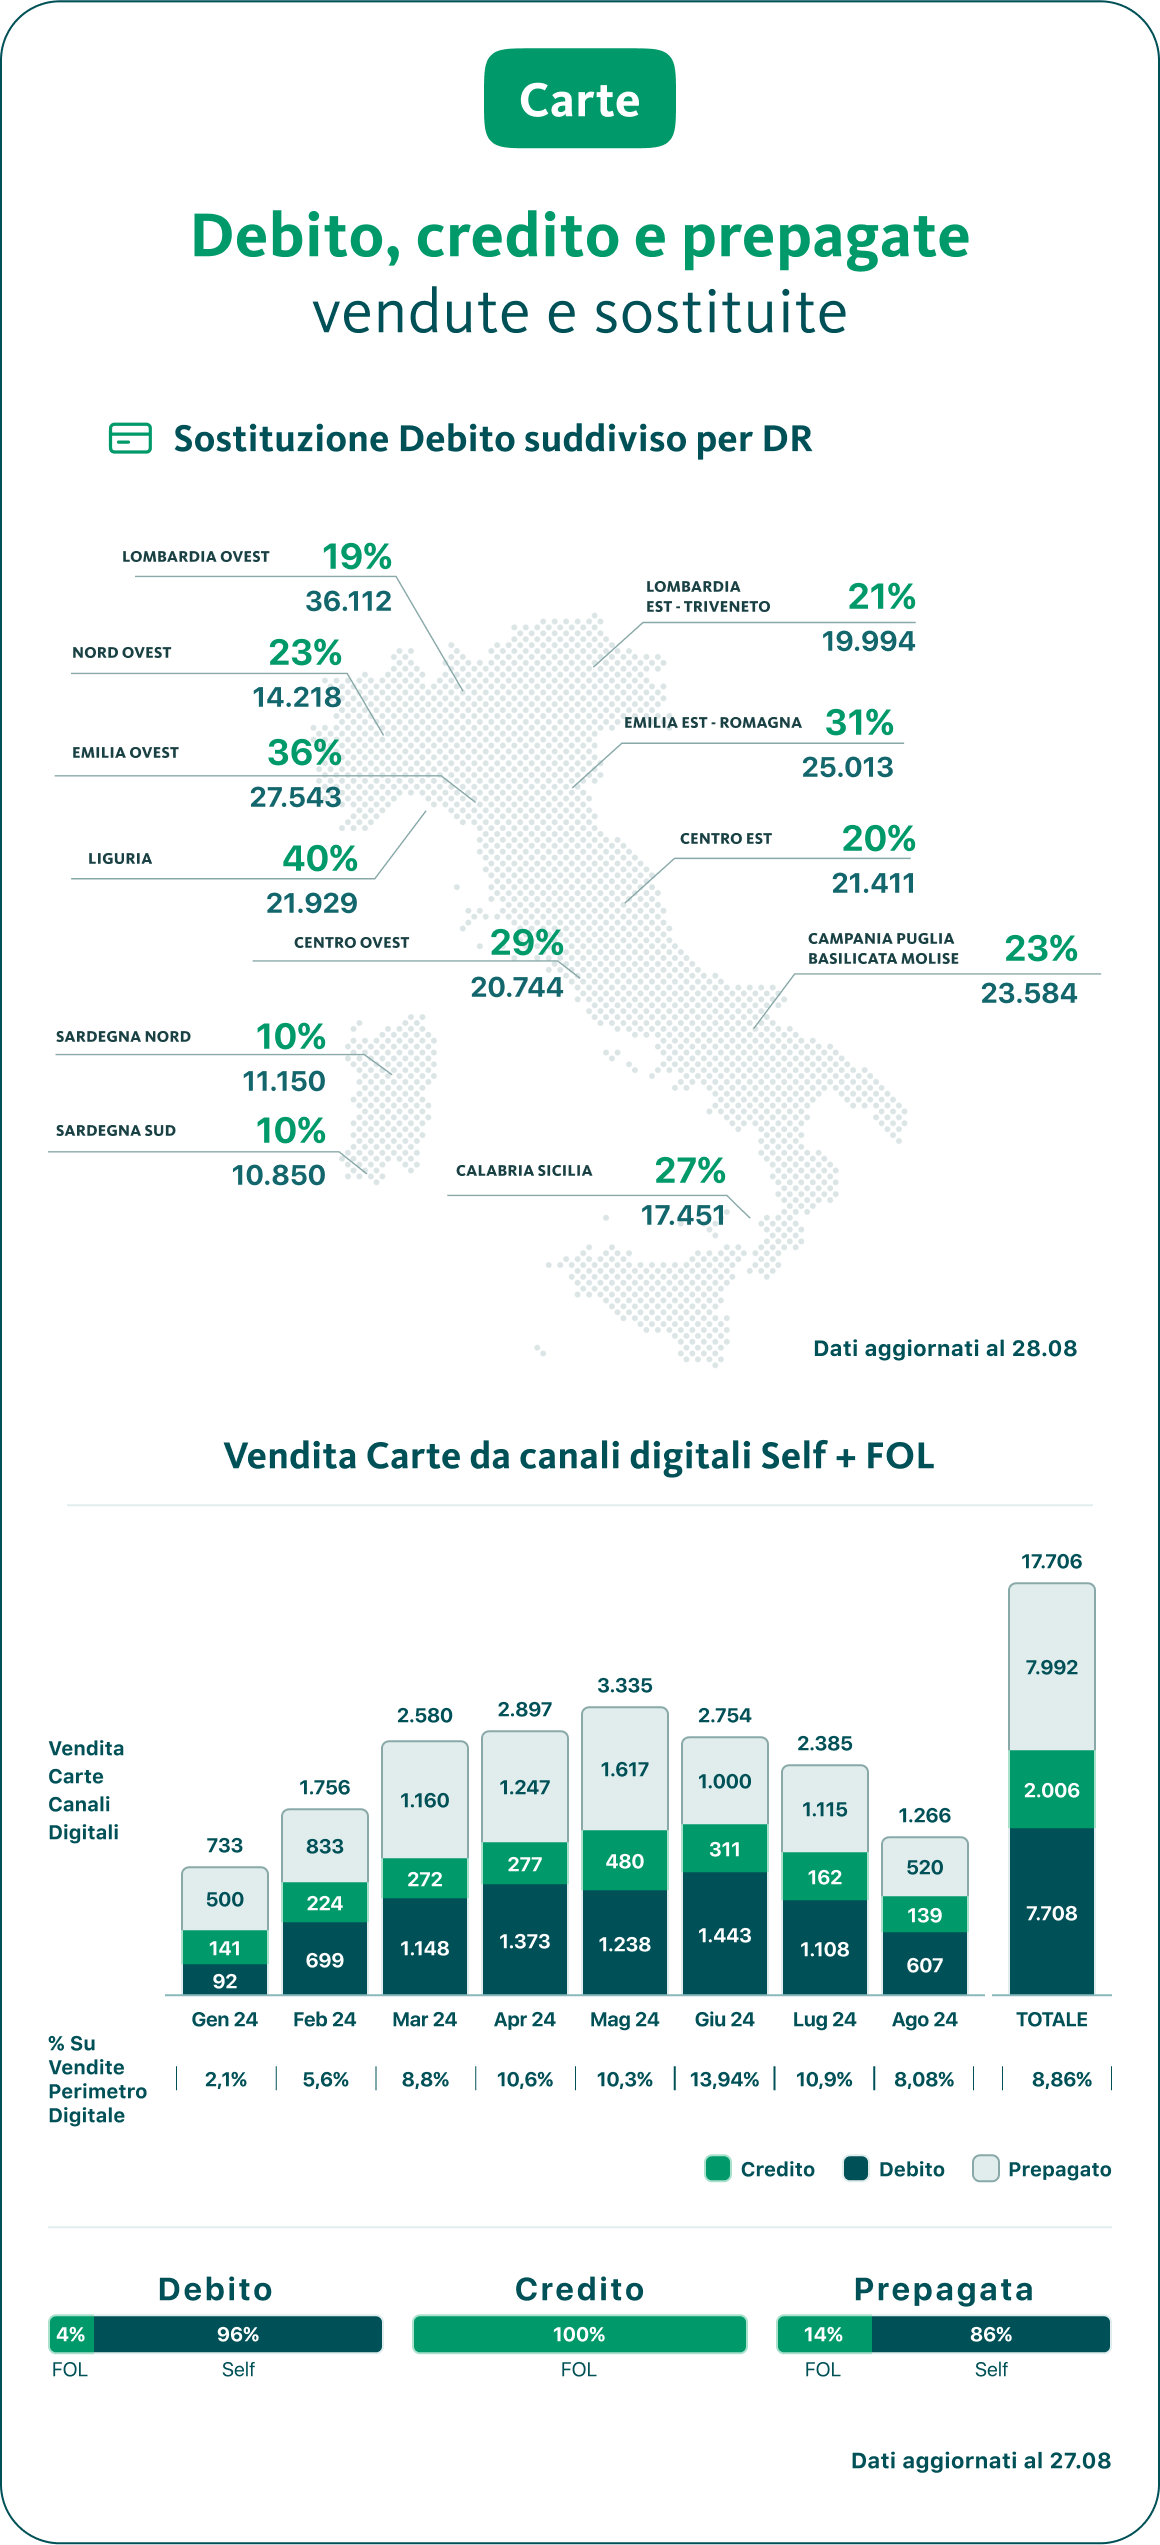 Carte
Debito, credito e prepagate
vendute e sostituite
Sostituzione Debito suddiviso per DR
LOMBARDIA OVEST 19%
36.112
LOMBARDIA
EST - TRIVENETO 21%
19.994
NORD OVEST 23%
14.218
EMILIA EST - ROMAGNA 31%
25.013
EMILIA OVEST 36%
27.543
CENTRO EST 20%
21.411
LIGURIA 40%
21.929
CENTRO OVEST 29%
20.744
CAMPANIA PUGLIA
BASILICATA MOLISE 23%
23.584
SARDEGNA NORD 10%
11.150
SARDEGNA SUD 10%
10.850
CALABRIA SICILIA 27%
17.451
Dati aggiornati al 28.08
Vendita Carte da canali digitali Self + FOL
Vendita
Carte
Canali
Digitali
733
500
141
92
Gen 24
1.756
833
224
699
Feb 24
2.580
1.160
272
1.148
Mar 24
2.897
1.247
277
1.373
Apr 24
3.335
1.617
480
1.238
Mag 24
2.754
1.000
311
1.443
Giu 24
2.385
1.115
162
1.108
Lug 24
1.266
520
139
607
Ago 24
17.706
7.992
2.006
7.708
TOTALE
% Su
Vendite
Perimetro
Digitale
2,1% 5,6% 8,8% 10,6% 10,3% 13,94% 10,9% 8,08% 8,86%
Credito Debito Prepagato
Debito
4% 96%
FOL Self
Credito
100%
FOL
Prepagata
14% 86%
FOL Self
Dati aggiornati al 27.08